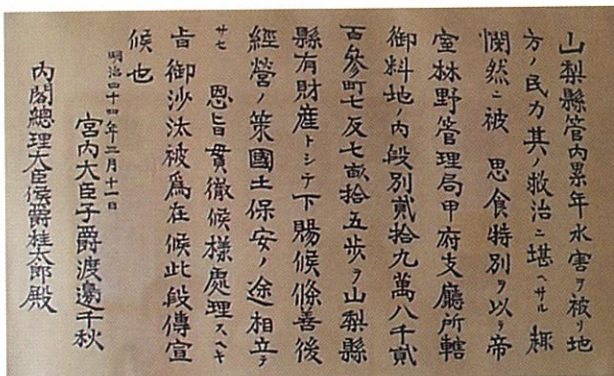 山梨縣管内累年水害ヲ被リ地
方ノ民力其ノ救治ニ堪ヘサル趣
憫然ニ被 思食特別ヲ以テ帝
室林野管理局甲府支廳所轄
御料地ノ内段別貳拾九萬八千貳
百參町七反七畝拾五歩ヲ山梨縣
縣有財産トシテ下賜候條善後
經營ノ策國土保安ノ途相立テ
サセ 恩旨貫徹候様處理スヘキ
旨御沙汰被爲在候此段傳宣
候也
明治四十四年三月十一日
宮内大臣子爵渡邊千秋
内閣總理大臣侯爵桂太郎殿